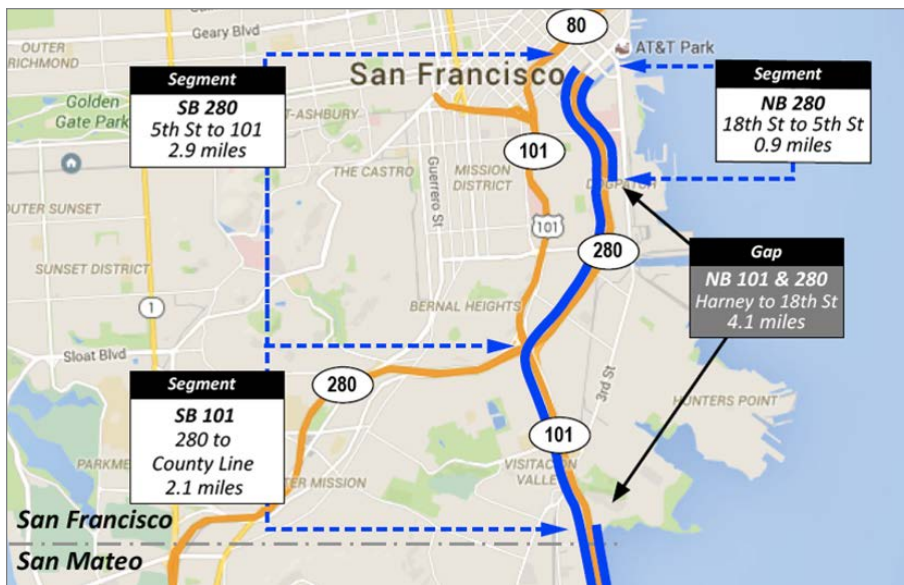 80
Geary Blvd
OUTER
RICHMOND
AT&T Park
San Francisco
Segment
SB 280
5th St to 101
2.9 miles
Segment
NB 280
18th St to 5th St
0.9 miles
Golden
Gate Park
T-ASHBURY
101
THE CASTRO
Guerrero St
MISSION
DISTRICT
DOGPATCH
OUTER SUNSET
101
280
Gap
NB 101 & 280
Harney to 18th St
4.1 miles
SUNSET DISTRICT
1
BERNAL HEIGHTS
Sloat Blvd
280
3rd St
Segment
SB 101
280 to
County Line
2.1 miles
HUNTERS POINT
101
PARKME
TER MISSION
VISITACION
VALLEY
San Francisco
San Mateo